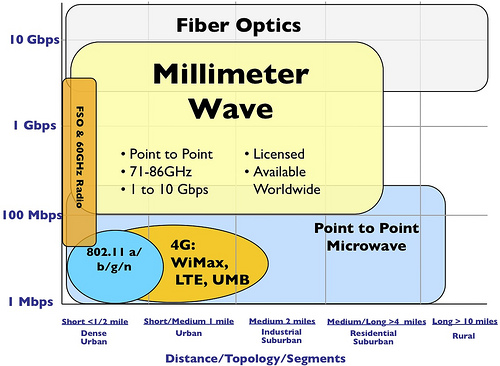 Fiber Optics
10 Gbps
Millimeter
Wave
FSO & 60GHz Radio
1 Gbps
• Point to Point
• 71-86GHz
• 1 to 10 Gbps
• Licensed
• Available
Worldwide
100 Mbps
Point to Point
Microwave
802.11 a/
b/g/n
4G:
WiMax,
LTE, UMB
1 Mbps
Short <1/2 mile
Dense
Urban
Short/Medium 1 mile
Urban
Medium 2 miles
Industrial
Suburban
Medium/Long >4 miles
Residential
Suburban
Long > 10 miles
Rural
Distance/Topology/Segments